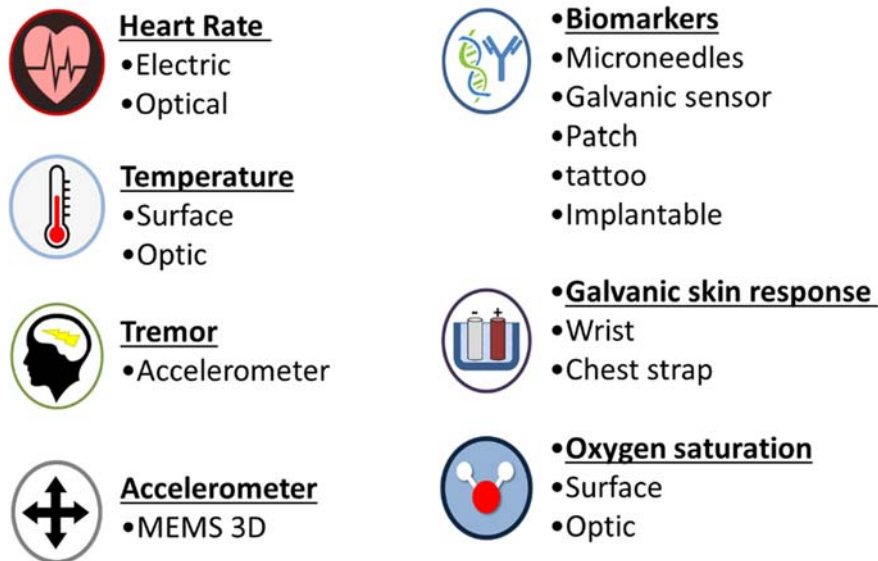 Heart Rate
•Electric
•Optical
Temperature
•Surface
•Optic
Tremor
•Accelerometer
Accelerometer
•MEMS 3D
•Biomarkers
•Microneedles
•Galvanic sensor
•Patch
•tattoo
•Implantable
- +
•Galvanic skin response
•Wrist
•Chest strap
•Oxygen saturation
•Surface
•Optic